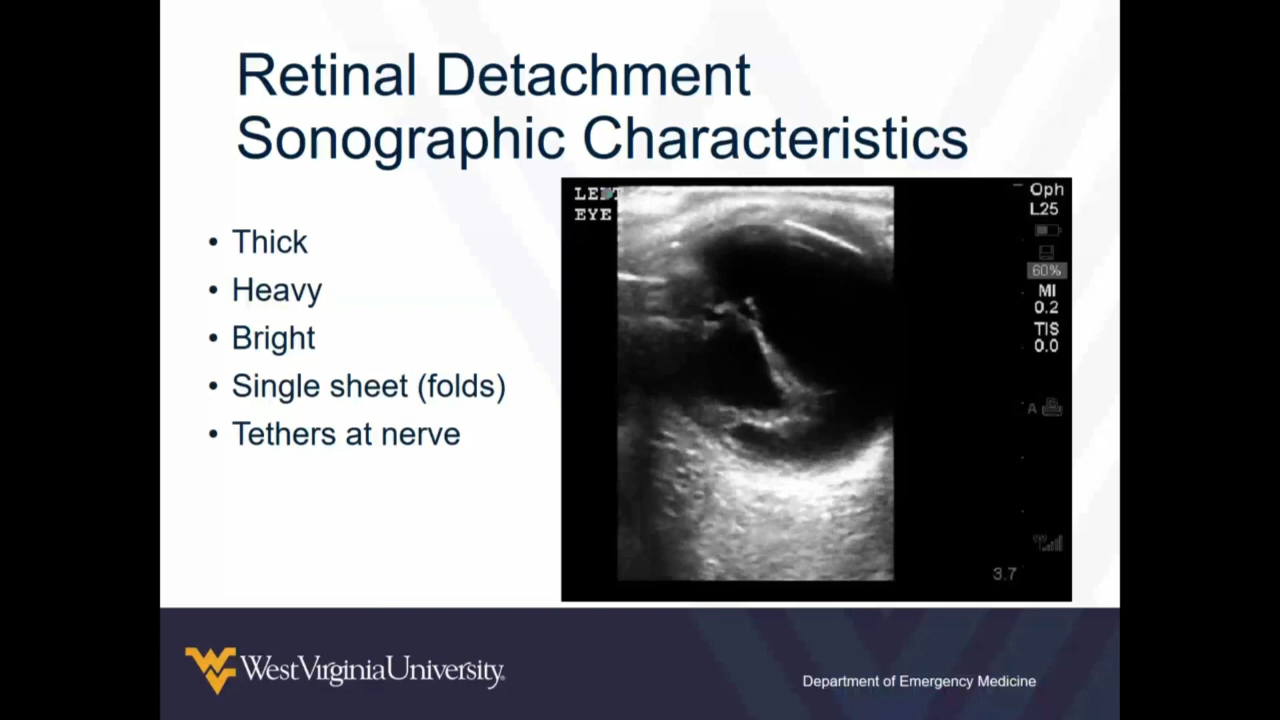 Retinal Detachment
Sonographic Characteristics
• Thick
• Heavy
• Bright
• Single sheet (folds)
• Tethers at nerve
LEFT
EYE
Oph
L25
60%
MI
0.2
TIS
0.0
A
3.7
WestVirginiaUniversity.
Department of Emergency Medicine